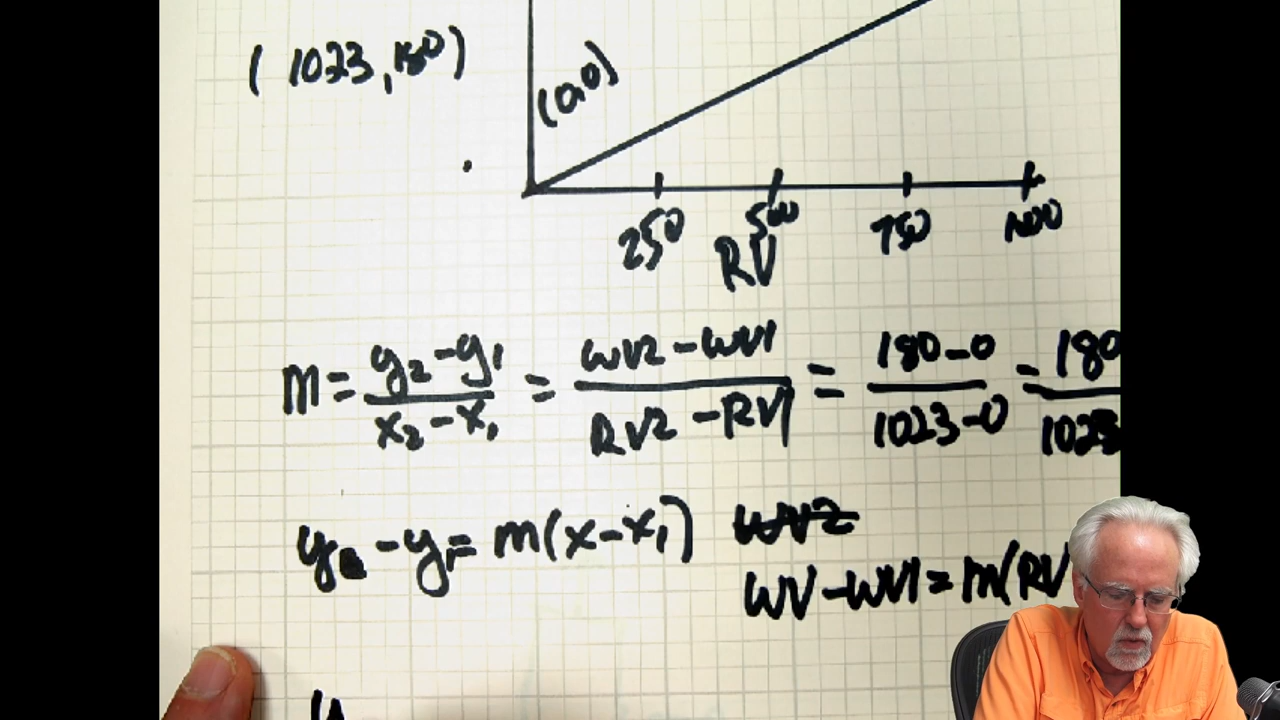 (1023, 180)
(0,0)
250 500 750 1000
RV
m = y2 - y1 / x2 - x1 = WV2 - WV1 / RV2 - RV1 = 180 - 0 / 1023 - 0 = 180 / 1023
y - y1 = m(x - x1) WV2
WV - WV1 = m(RV
y